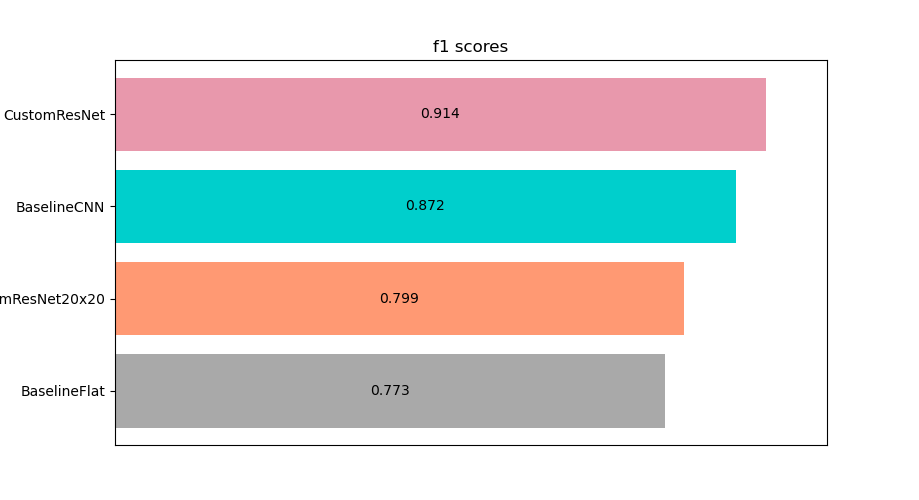 f1 scores
CustomResNet
0.914
BaselineCNN
0.872
mResNet20x20
0.799
BaselineFlat
0.773